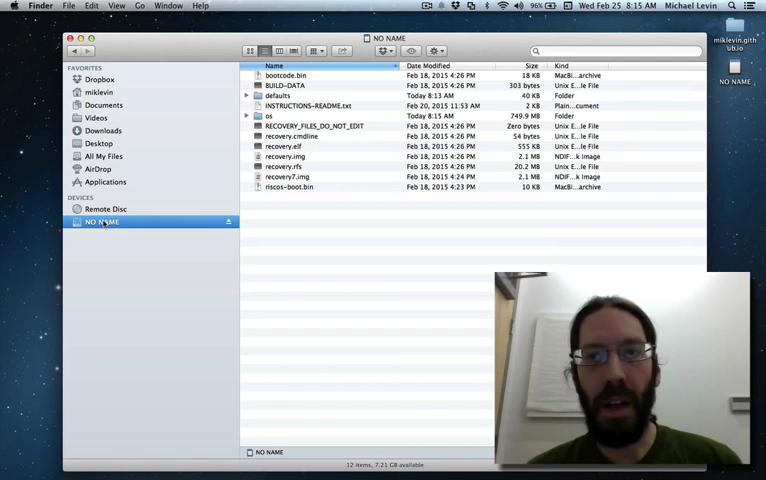 Finder File Edit View Go Window Help 96% Wed Feb 25 8:15 AM Michael Levin
NO NAME
miklevin.gith
ub.io
NO NAME
FAVORITES
Dropbox
miklevin
Documents
Videos
Downloads
Desktop
All My Files
AirDrop
Applications
DEVICES
Remote Disc
NO NAME
Name Date Modified Size Kind
bootcode.bin Feb 18, 2015 4:26 PM 18 KB MacBi...archive
BUILD-DATA Feb 18, 2015 4:26 PM 303 bytes Unix E...le File
defaults Today 8:13 AM 40 KB Folder
INSTRUCTIONS-README.txt Feb 20, 2015 11:53 AM 2 KB Plain...cument
os Today 8:15 AM 749.9 MB Folder
RECOVERY_FILES_DO_NOT_EDIT Feb 18, 2015 4:26 PM Zero bytes Unix E...le File
recovery.cmdline Feb 18, 2015 4:26 PM 54 bytes Unix E...le File
recovery.elf Feb 18, 2015 4:26 PM 555 KB Unix E...le File
recovery.img Feb 18, 2015 4:26 PM 2.1 MB NDIF...k Image
recovery.rfs Feb 18, 2015 4:26 PM 20.2 MB Unix E...le File
recovery7.img Feb 18, 2015 4:24 PM 2.1 MB NDIF...k Image
riscos-boot.bin Feb 18, 2015 4:23 PM 10 KB MacBi...archive
NO NAME
12 items, 7.21 GB available